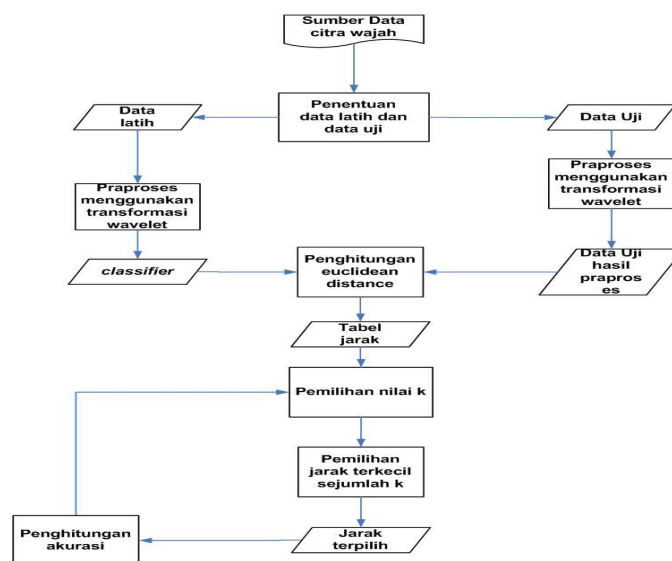 Sumber Data
citra wajah
Data
latih
Penentuan
data latih dan
data uji
Data Uji
Praproses
menggunakan
transformasi
wavelet
Praproses
menggunakan
transformasi
wavelet
classifier
Penghitungan
euclidean
distance
Data Uji
hasil
prapros
es
Tabel
jarak
Pemilihan nilai k
Pemilihan
jarak terkecil
sejumlah k
Penghitungan
akurasi
Jarak
terpilih